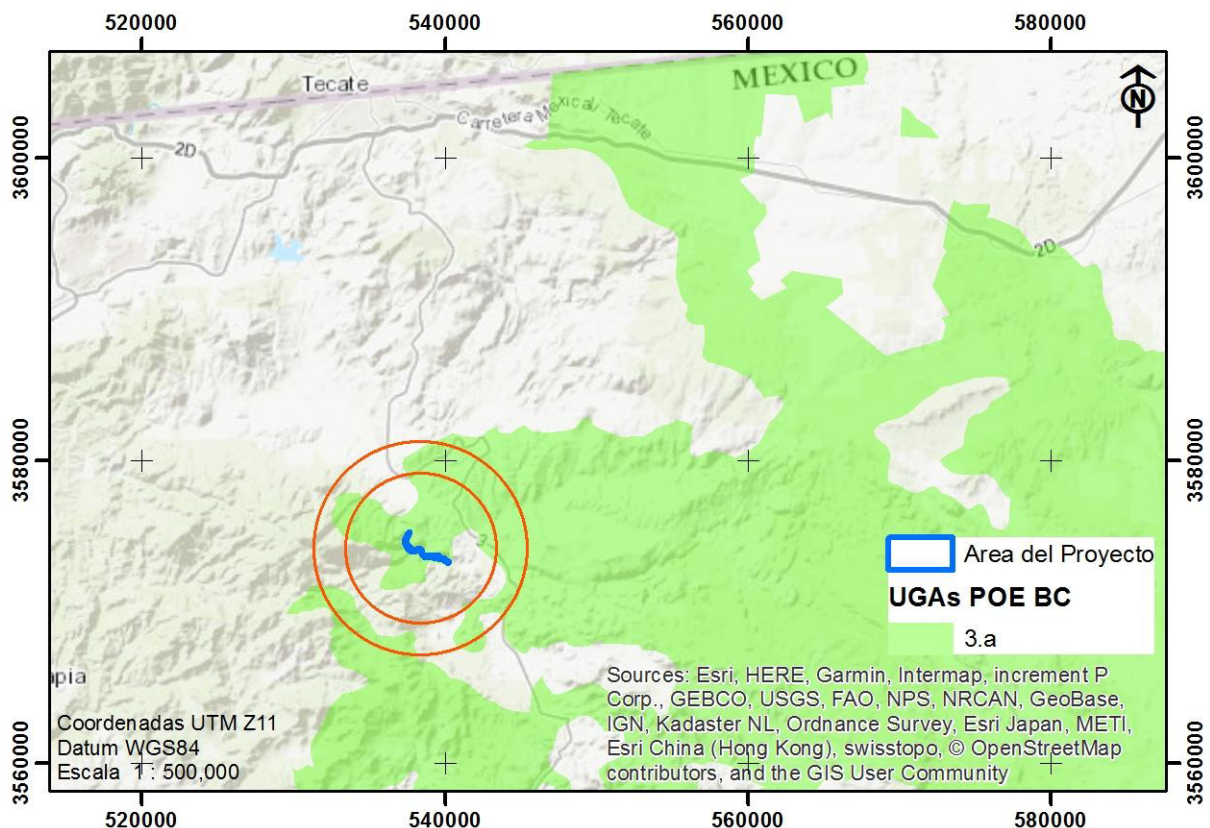 520000
540000
560000
580000
Tecate
MEXICO
Carretera Mexicali Tecate
N
2D
3600000
3600000
2D
3580000
3580000
3
Area del Proyecto
UGAs POE BC
3.a
apia
Sources: Esri, HERE, Garmin, Intermap, increment P
Corp., GEBCO, USGS, FAO, NPS, NRCAN, GeoBase,
IGN, Kadaster NL, Ordnance Survey, Esri Japan, METI,
Esri China (Hong Kong), swisstopo, © OpenStreetMap
contributors, and the GIS User Community
Coordenadas UTM Z11
Datum WGS84
Escala 1 : 500,000
3560000
3560000
520000
540000
560000
580000